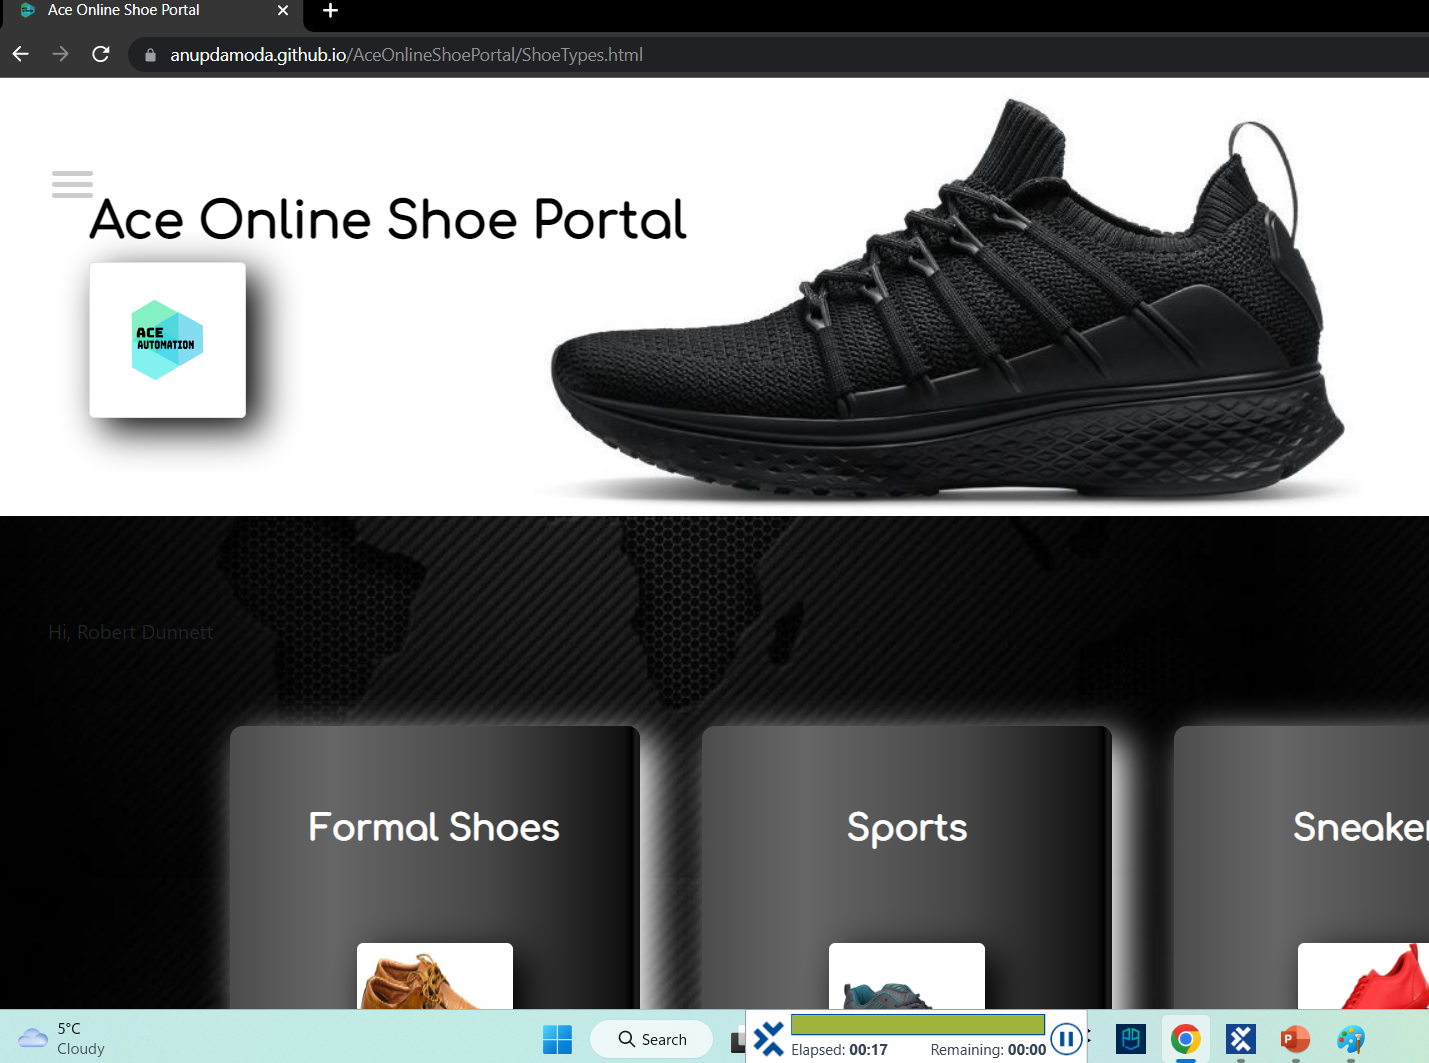 Ace Online Shoe Portal
anupdamoda.github.io/AceOnlineShoePortal/ShoeTypes.html
Ace Online Shoe Portal
ACE
AUTOMATION
Hi, Robert Dunnett
Formal Shoes
Sports
Sneaker
5°C
Cloudy
Search
Elapsed: 00:17
Remaining: 00:00